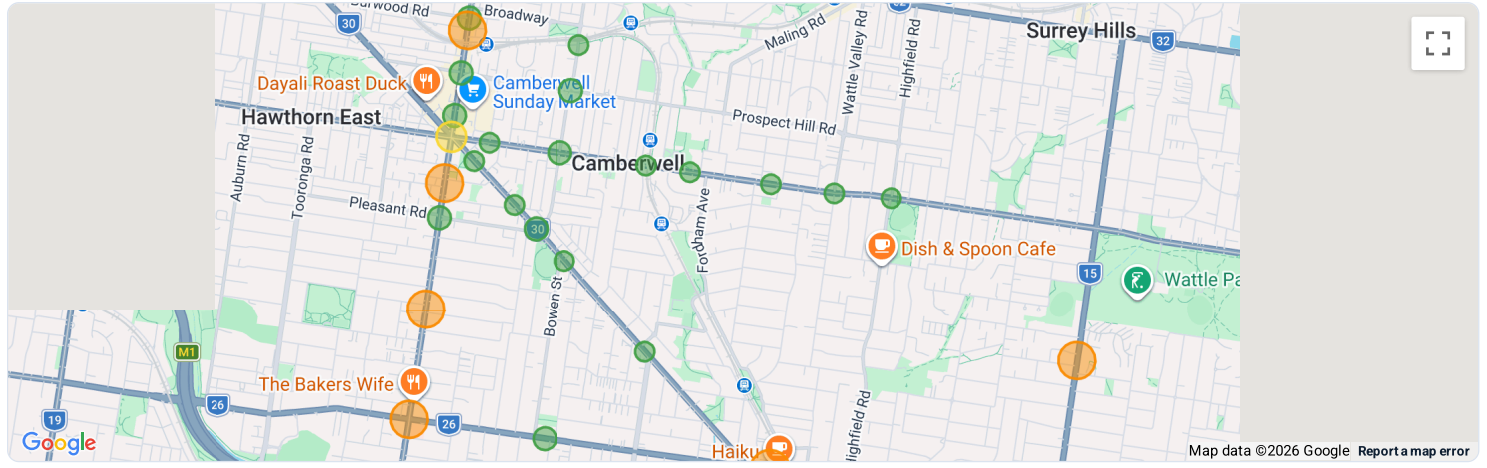 Burwood Rd
Broadway
30
32
Maling Rd
Wattle Valley Rd
Highfield Rd
Surrey Hills
32
Dayali Roast Duck
Camberwell
Sunday Market
Hawthorn East
Prospect Hill Rd
Auburn Rd
Tooronga Rd
Camberwell
Pleasant Rd
30
Fordham Ave
Dish & Spoon Cafe
15
Wattle Pa
Bowen St
M1
The Bakers Wife
26
26
19
Highfield Rd
Haiku
Google
Map data ©2026 Google
Report a map error